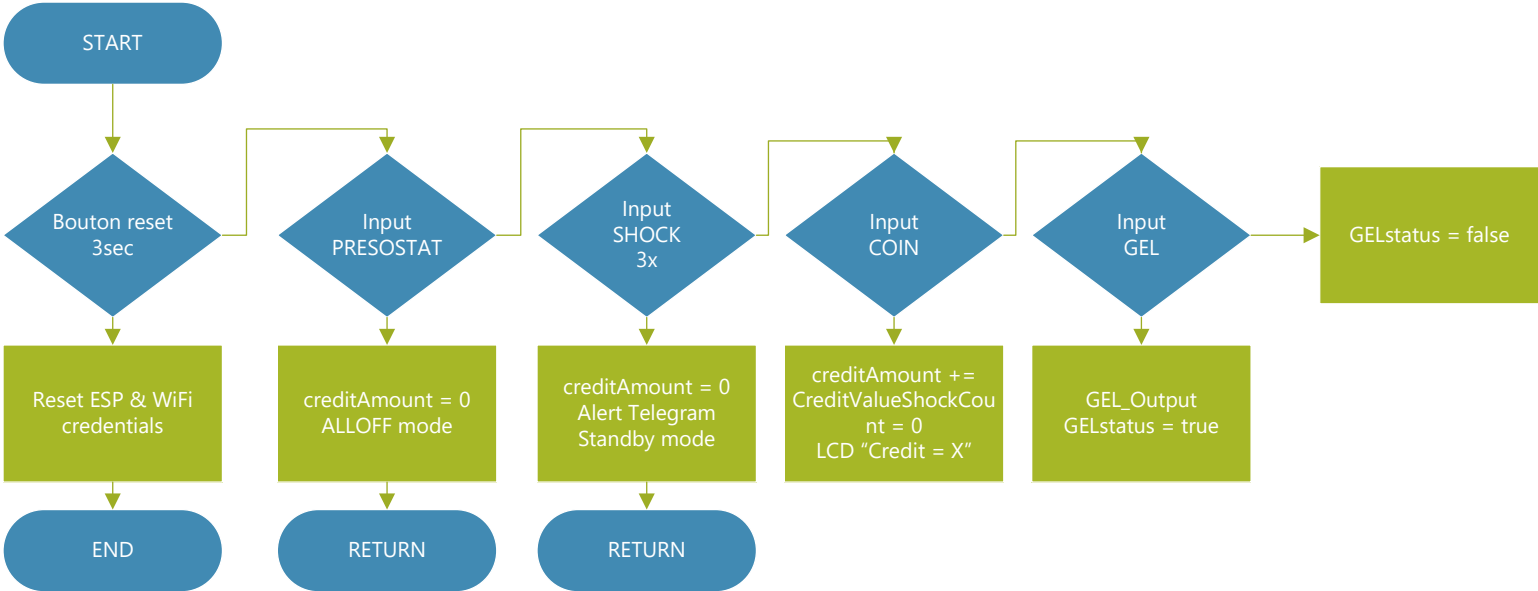 START
Bouton reset
3sec
Input
PRESOSTAT
Input
SHOCK
3x
Input
COIN
Input
GEL
GELstatus = false
Reset ESP & WiFi
credentials
creditAmount = 0
ALLOFF mode
creditAmount = 0
Alert Telegram
Standby mode
creditAmount +=
CreditValueShockCou
nt = 0
LCD “Credit = X”
GEL_Output
GELstatus = true
END
RETURN
RETURN